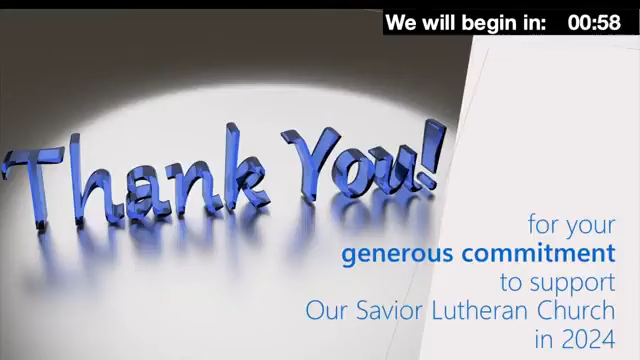 We will begin in: 00:58
Thank You!
for your
generous commitment
to support
Our Savior Lutheran Church
in 2024